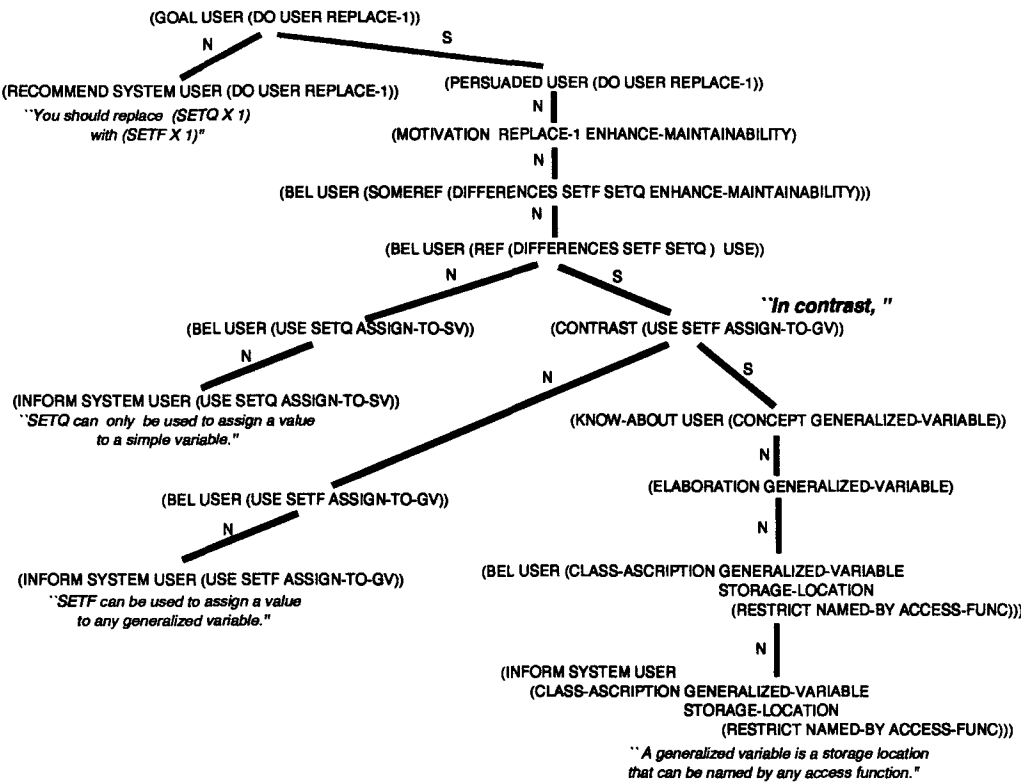 (GOAL USER (DO USER REPLACE-1))
N
S
(RECOMMEND SYSTEM USER (DO USER REPLACE-1))
``You should replace (SETQ X 1)
with (SETF X 1)"
(PERSUADED USER (DO USER REPLACE-1))
N
(MOTIVATION REPLACE-1 ENHANCE-MAINTAINABILITY)
N
(BEL USER (SOMEREF (DIFFERENCES SETF SETQ ENHANCE-MAINTAINABILITY)))
N
(BEL USER (REF (DIFFERENCES SETF SETQ ) USE))
N
S
``In contrast, "
(BEL USER (USE SETQ ASSIGN-TO-SV))
(CONTRAST (USE SETF ASSIGN-TO-GV))
N
N
S
(INFORM SYSTEM USER (USE SETQ ASSIGN-TO-SV))
``SETQ can only be used to assign a value
to a simple variable."
(KNOW-ABOUT USER (CONCEPT GENERALIZED-VARIABLE))
N
(BEL USER (USE SETF ASSIGN-TO-GV))
(ELABORATION GENERALIZED-VARIABLE)
N
N
(INFORM SYSTEM USER (USE SETF ASSIGN-TO-GV))
``SETF can be used to assign a value
to any generalized variable."
(BEL USER (CLASS-ASCRIPTION GENERALIZED-VARIABLE
STORAGE-LOCATION
(RESTRICT NAMED-BY ACCESS-FUNC)))
N
(INFORM SYSTEM USER
(CLASS-ASCRIPTION GENERALIZED-VARIABLE
STORAGE-LOCATION
(RESTRICT NAMED-BY ACCESS-FUNC)))
`` A generalized variable is a storage location
that can be named by any access function."